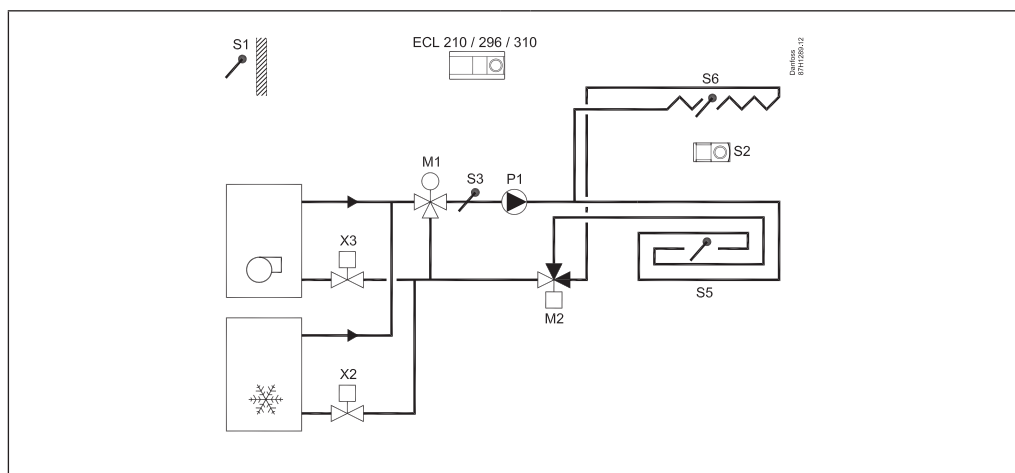 S1
ECL 210 / 296 / 310
Danfoss
87H1289.12
S6
S2
M1
S3
P1
X3
S5
M2
X2